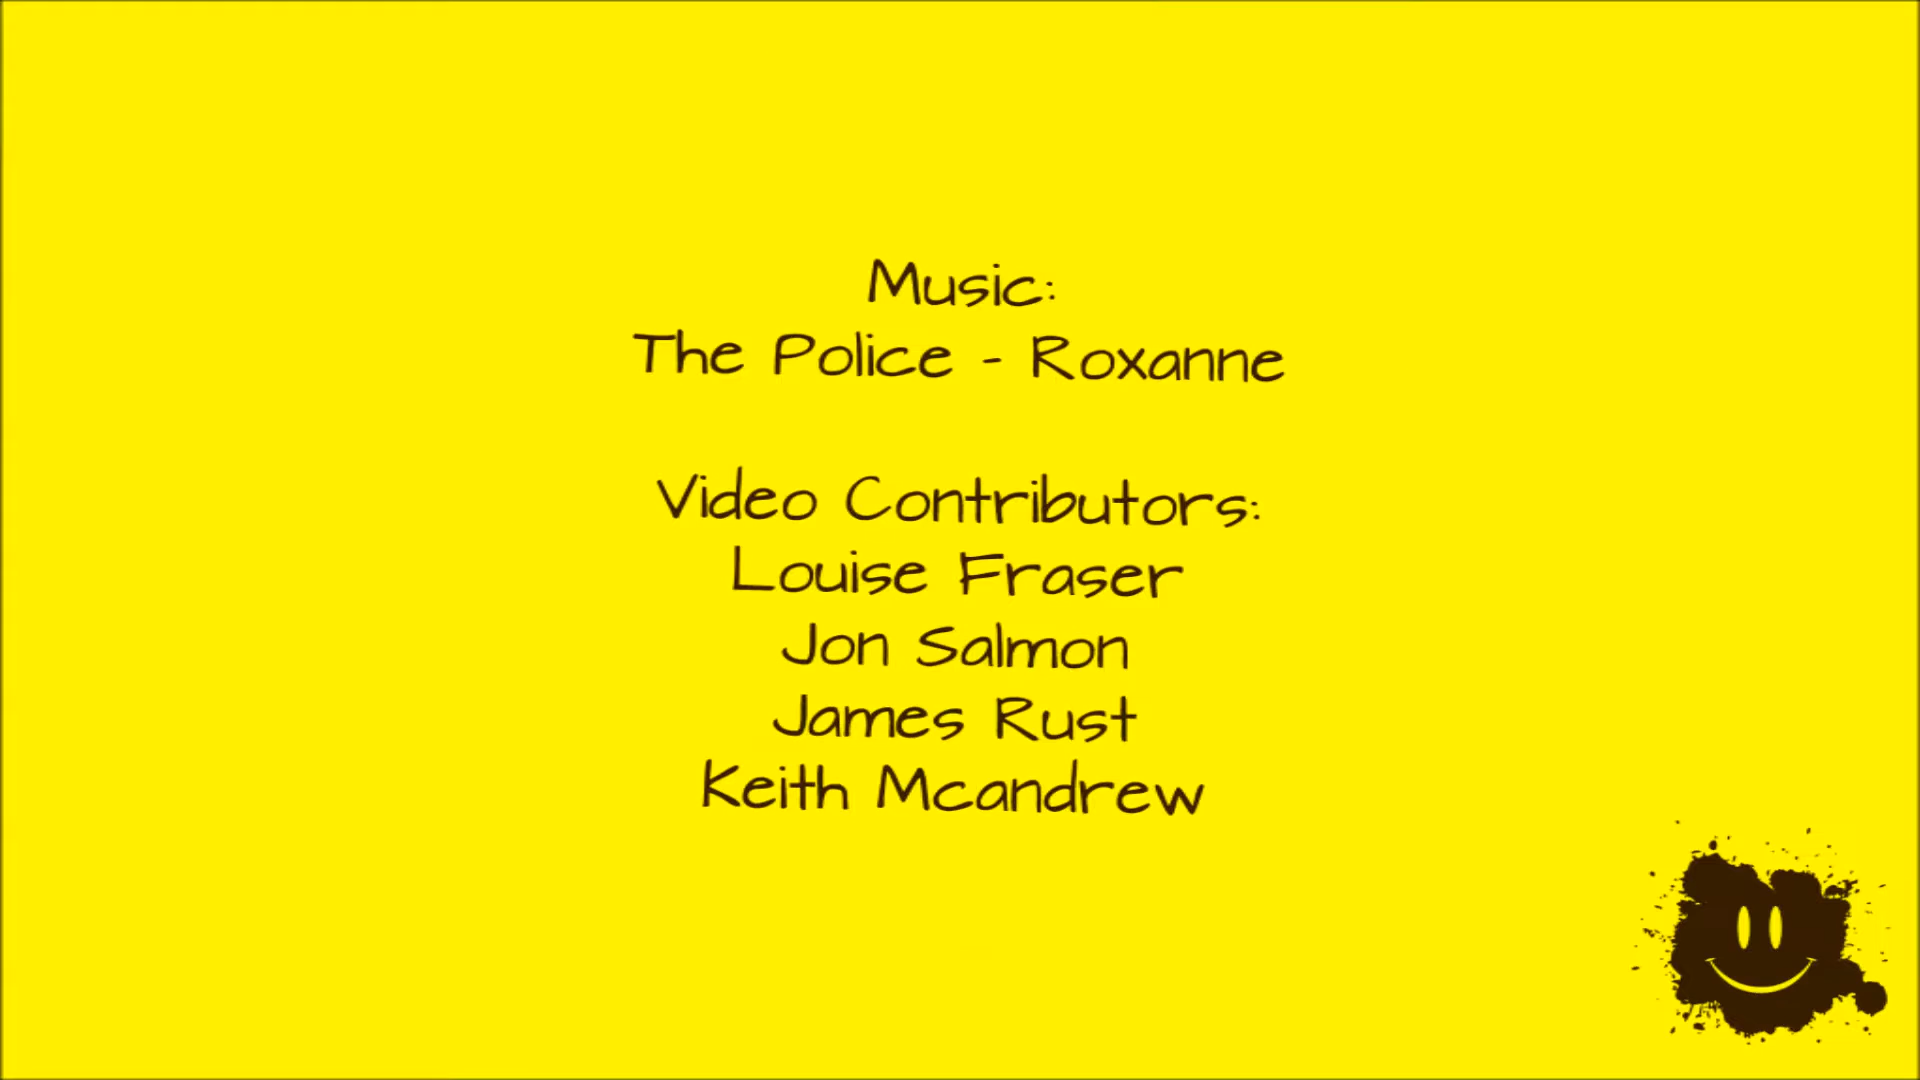 Music:
The Police - Roxanne
Video Contributors:
Louise Fraser
Jon Salmon
James Rust
Keith Mcandrew